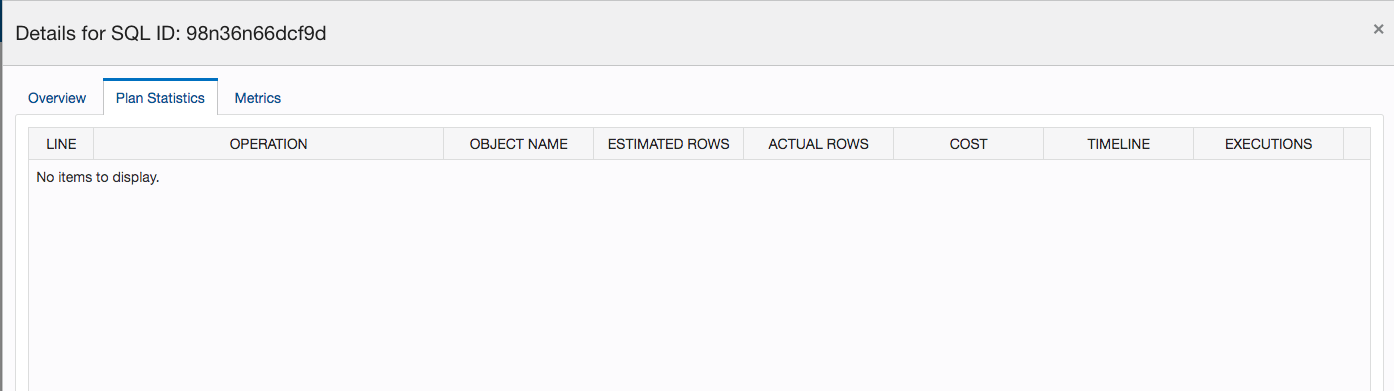 Details for SQL ID: 98n36n66dcf9d
×
Overview Plan Statistics Metrics
LINE OPERATION OBJECT NAME ESTIMATED ROWS ACTUAL ROWS COST TIMELINE EXECUTIONS
No items to display.